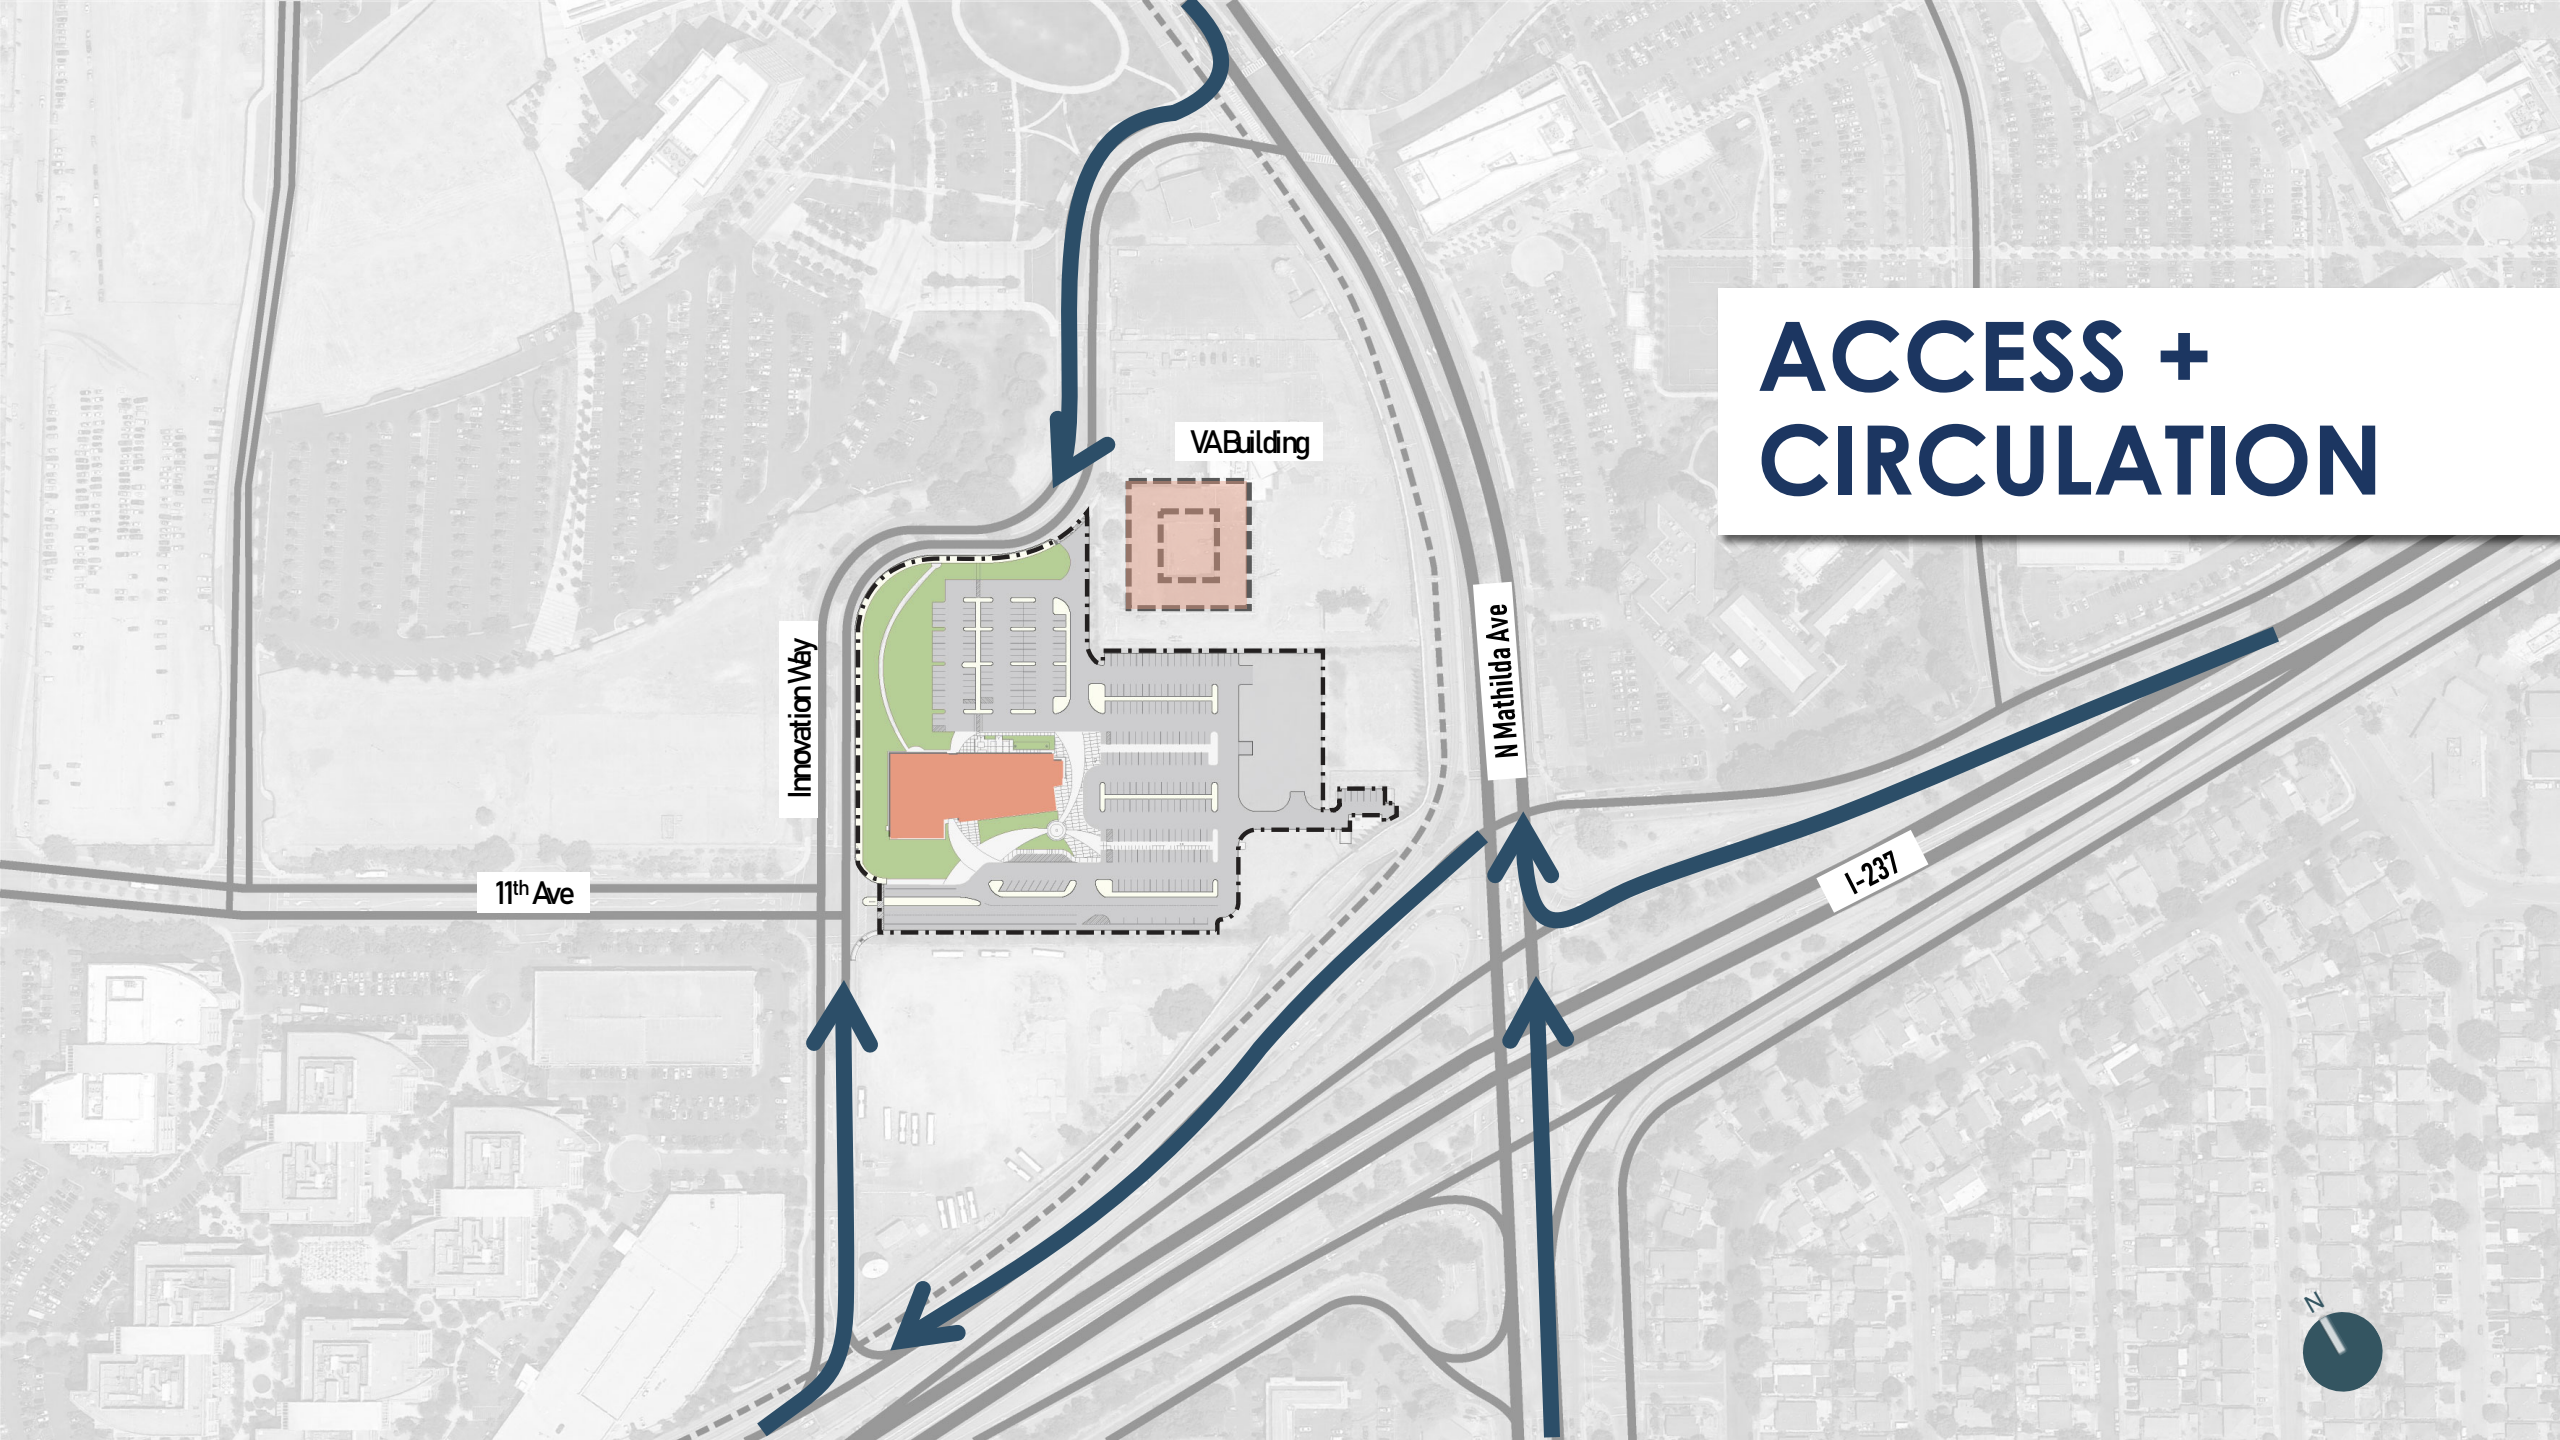 ACCESS +
CIRCULATION
VA Building
Innovation Way
N Mathilda Ave
I-237
11th Ave
N